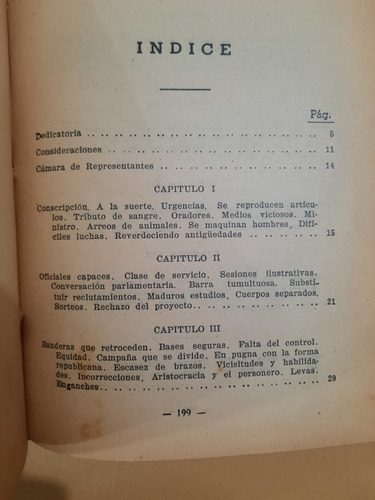 INDICE
Pág.
Dedicatoria .. .. .. .. .. .. .. .. .. .. .. .. .. .. .. 5
Consideraciones .. .. .. .. .. .. .. .. .. .. .. .. .. 11
Cámara de Representantes .. .. .. .. .. .. .. .. .. .. 14
CAPITULO I
Conscripción. A la suerte. Urgencias. Se reproducen artícu-
los. Tributo de sangre. Oradores. Medios viciosos. Mi-
nistro. Arreos de animales. Se maquinan hombres, Difí-
ciles luchas. Reverdeciendo antigüedades .. .. .. .. .. 15
CAPITULO II
Oficiales capaces. Clase de servicio. Sesiones ilustrativas.
Conversación parlamentaria. Barra tumultuosa. Substi-
tuir reclutamientos. Maduros estudios, Cuerpos separados.
Sorteos. Rechazo del proyecto .. .. .. .. .. .. .. .. 21
CAPITULO III
Banderas que retroceden. Bases seguras. Falta del control.
Equidad. Campaña que se divide. En pugna con la forma
republicana. Escasez de brazos. Vicisitudes y habilida-
des. Incorrecciones, Aristocracia y el personero. Levas.
Enganches .. .. .. .. .. .. .. .. .. .. .. .. .. .. 29
— 199 —